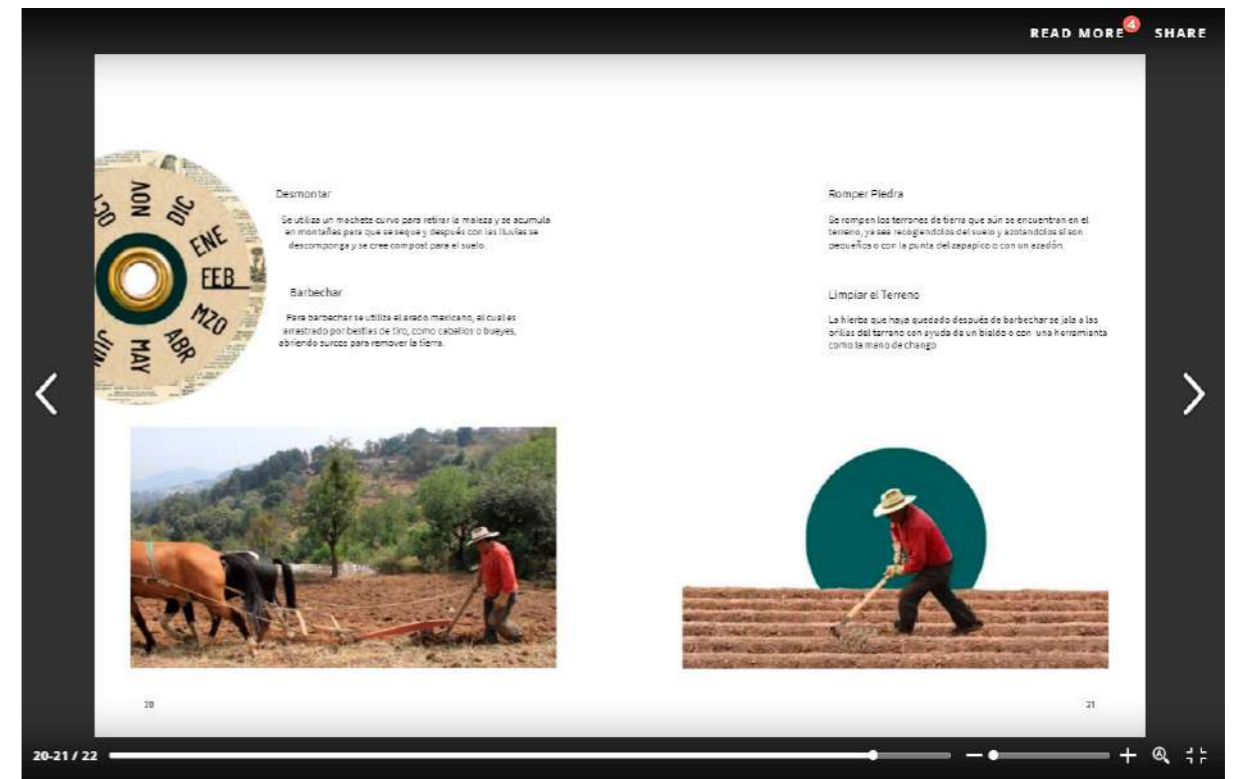 READ MORE 4 SHARE
OCT
NOV
DIC
ENE
FEB
MZO
ABR
MAY
JUN
Desmontar
Se utiliza un machete curvo para retirar la maleza y se acumula
en montañas para que se seque y después con las lluvias se
descomponga y se cree compost para el suelo.
Barbechar
Para barbechar se utiliza el arado mexicano, el cual es
arrastrado por bestias de tiro, como caballos o bueyes,
abriendo surcos para remover la tierra.
20
Romper Piedra
Se rompen los terrones de tierra que aún se encuentran en el
terreno, ya sea recogiendolos del suelo y azotandolos si son
pequeños o con la punta del zapapico o con un azadón.
Limpiar el Terreno
La hierba que haya quedado después de barbechar se jala a las
orillas del terreno con ayuda de un bieldo o con una herramienta
como la mano de chango.
21
20-21 / 22